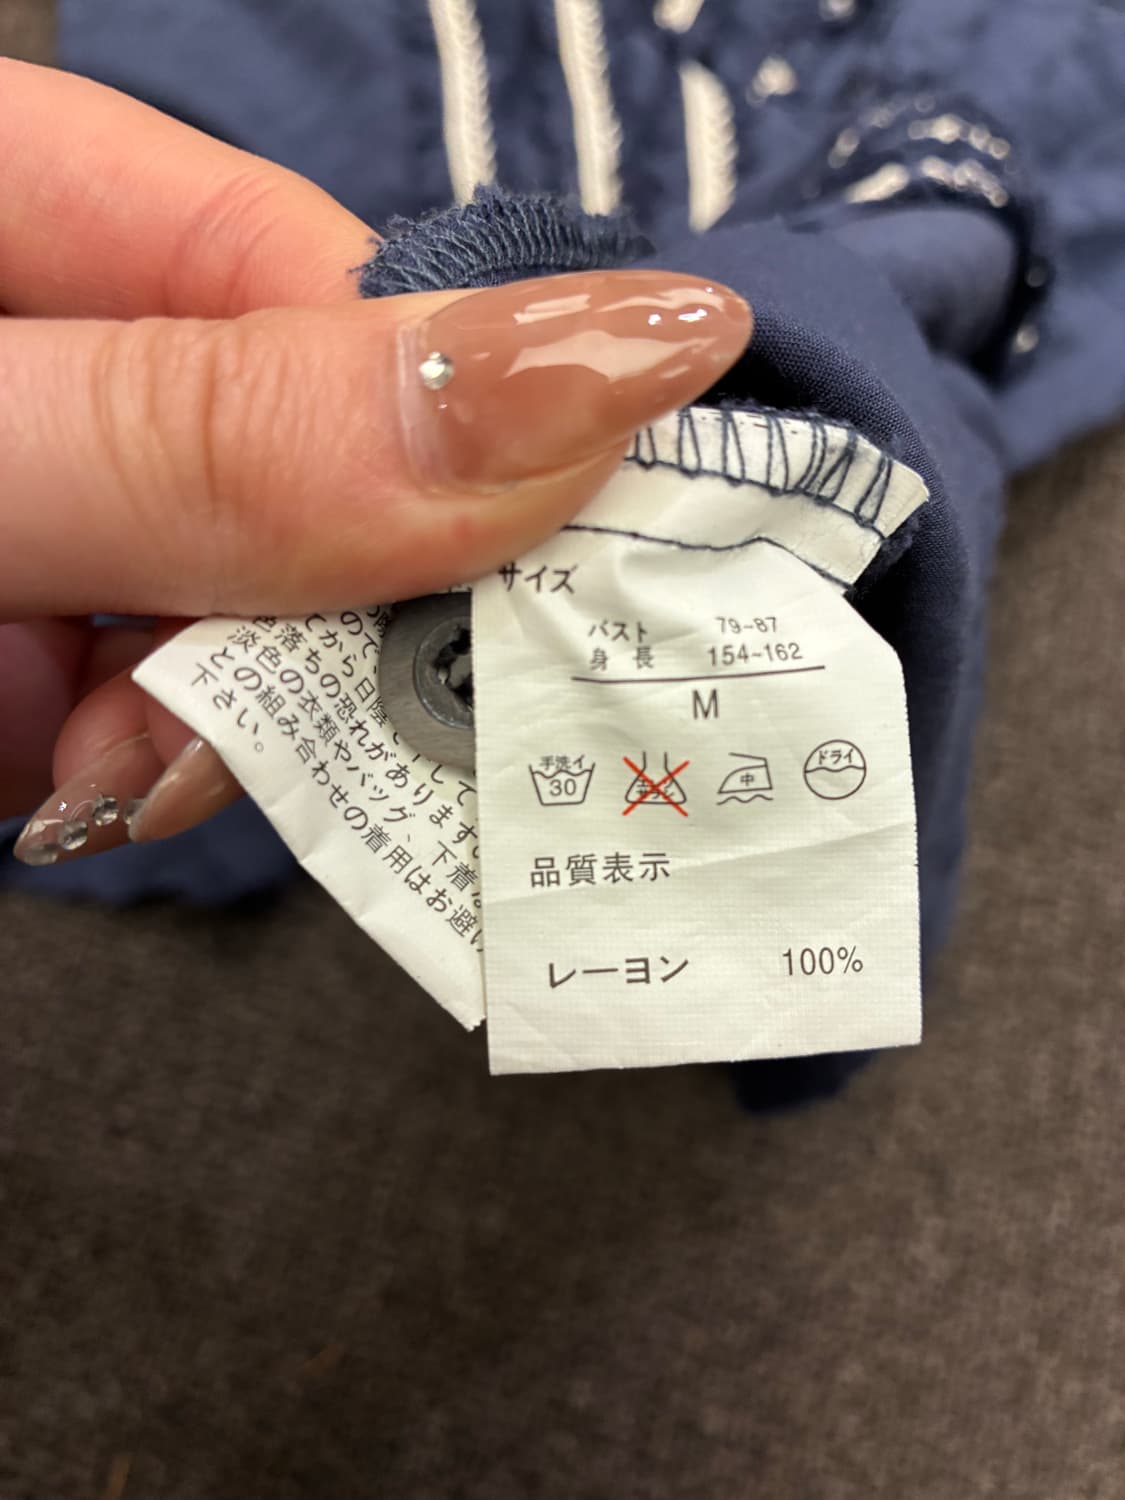 サイズ
バスト 79-87
身長 154-162
M
手洗イ
30
中
ドライ
品質表示
レーヨン 100%
ので、
てから日陰で
色落ちの恐れがあります。
淡色の衣類やバッグ、下着
との組み合わせの着用はお避け
下さい。